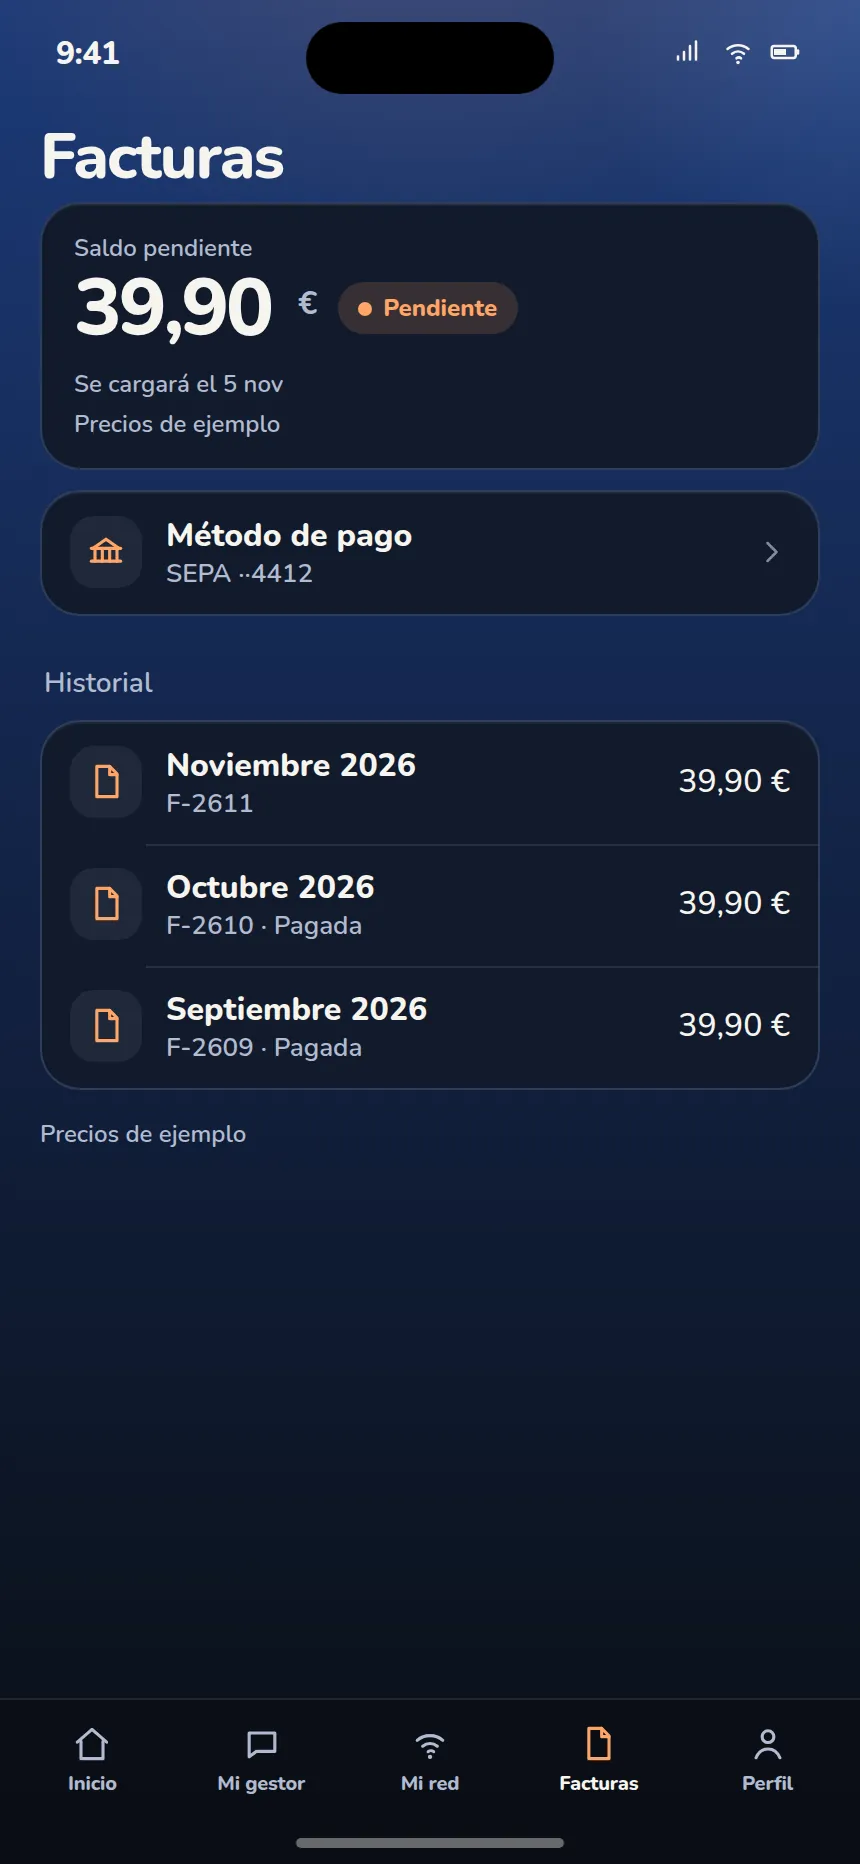 9:41
Facturas
Saldo pendiente
39,90 € Pendiente
Se cargará el 5 nov
Precios de ejemplo
Método de pago
SEPA ··4412
Historial
Noviembre 2026
F-2611
39,90 €
Octubre 2026
F-2610 · Pagada
39,90 €
Septiembre 2026
F-2609 · Pagada
39,90 €
Precios de ejemplo
Inicio
Mi gestor
Mi red
Facturas
Perfil